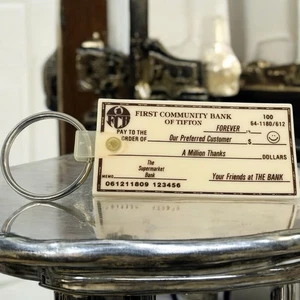 FIRST COMMUNITY BANK
OF TIFTON
100
64-1180/612
FOREVER
PAY TO THE
ORDER OF Our Preferred Customer $
A Million Thanks DOLLARS
The
Supermarket
Bank
MEMO Your Friends at THE BANK
061211809 123456